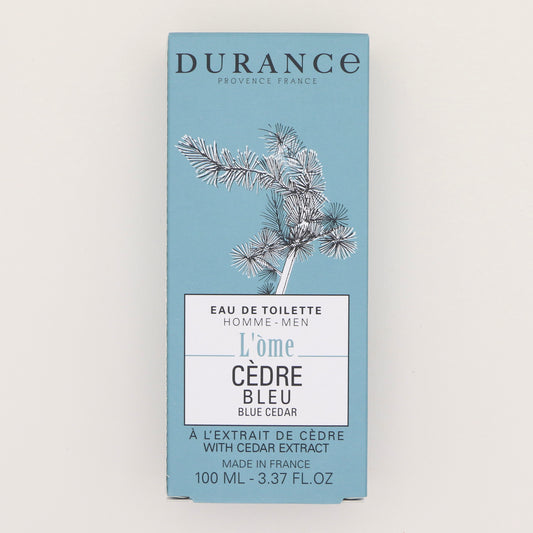 DURANCe
PROVENCE FRANCE
EAU DE TOILETTE
HOMME - MEN
L'òme
CÈDRE
BLEU
BLUE CEDAR
À L'EXTRAIT DE CÈDRE
WITH CEDAR EXTRACT
MADE IN FRANCE
100 ML - 3.37 FL.OZ